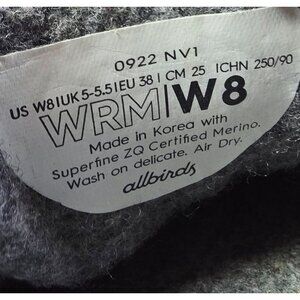 0922 NV1
US W8|UK 5-5.5|EU 38|CM 25|CHN 250/90
WRM|W8
Made in Korea with
Superfine ZQ Certified Merino.
Wash on delicate. Air Dry.
allbirds